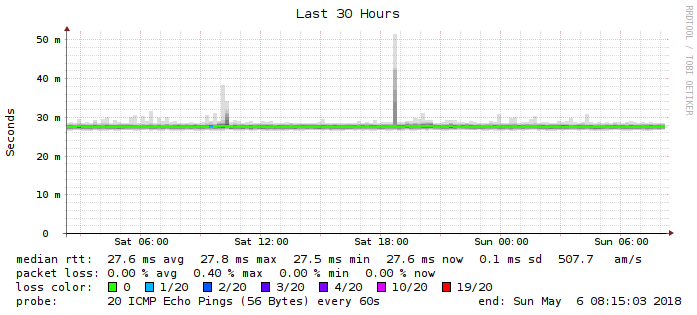 Last 30 Hours
RRDTOOL / TOBI OETIKER
Seconds
50 m
40 m
30 m
20 m
10 m
0
Sat 06:00 Sat 12:00 Sat 18:00 Sun 00:00 Sun 06:00
median rtt: 27.6 ms avg 27.8 ms max 27.5 ms min 27.6 ms now 0.1 ms sd 507.7 am/s
packet loss: 0.00 % avg 0.40 % max 0.00 % min 0.00 % now
loss color: 0 1/20 2/20 3/20 4/20 10/20 19/20
probe: 20 ICMP Echo Pings (56 Bytes) every 60s end: Sun May 6 08:15:03 2018